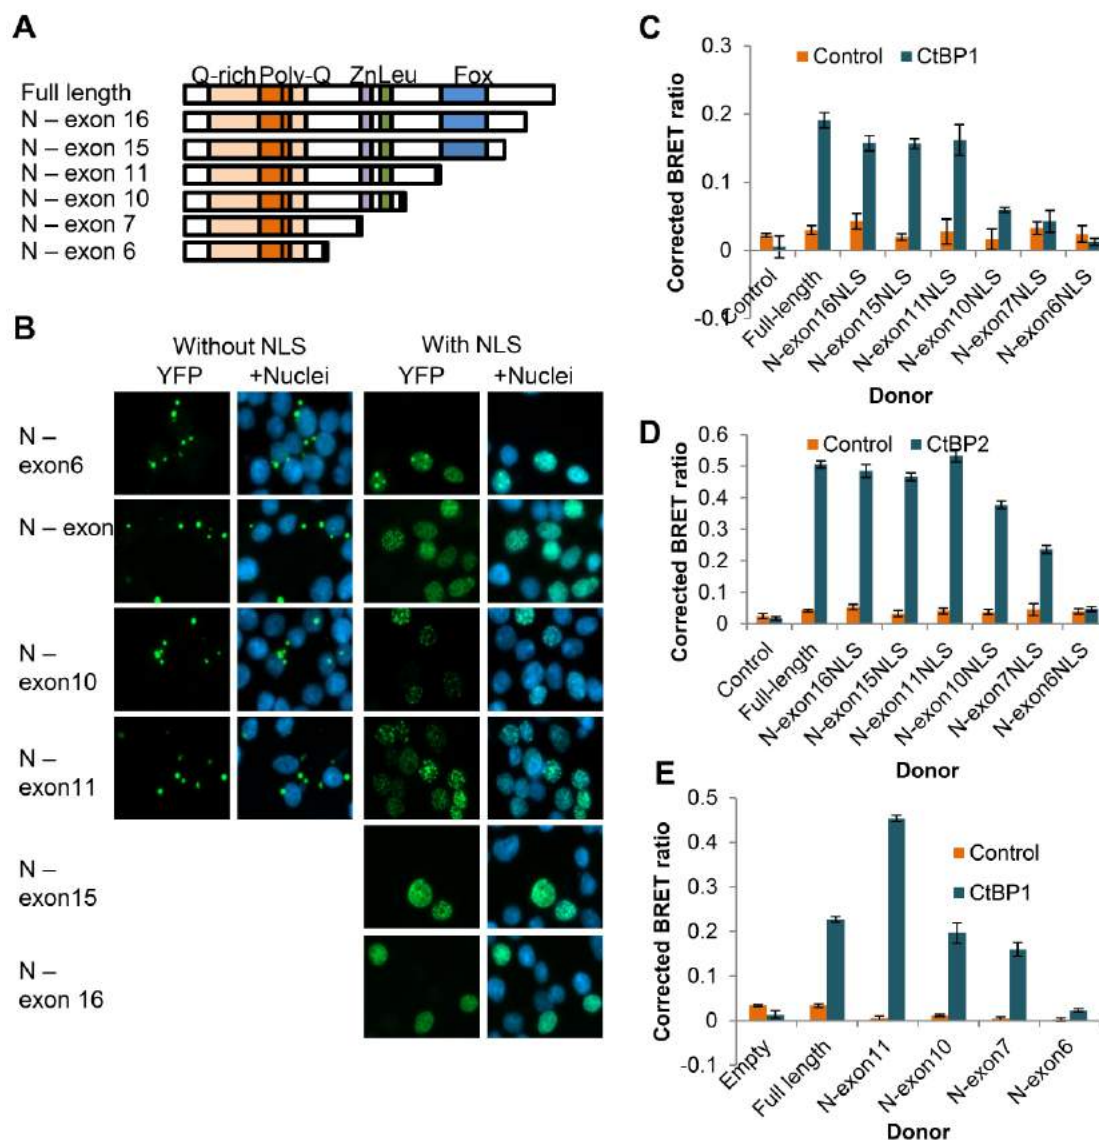 A
Q-rich Poly-Q ZnLeu Fox
Full length
N – exon 16
N – exon 15
N – exon 11
N – exon 10
N – exon 7
N – exon 6
B
Without NLS With NLS
YFP +Nuclei YFP +Nuclei
N –
exon6
N – exon
N –
exon10
N –
exon11
N –
exon15
N –
exon 16
C
0.3
0.2
0.1
0
-0.1
Corrected BRET ratio
Control CtBP1
Control
Full-length
N-exon16NLS
N-exon15NLS
N-exon11NLS
N-exon10NLS
N-exon7NLS
N-exon6NLS
Donor
D
0.6
0.5
0.4
0.3
0.2
0.1
0
Corrected BRET ratio
Control CtBP2
Control
Full-length
N-exon16NLS
N-exon15NLS
N-exon11NLS
N-exon10NLS
N-exon7NLS
N-exon6NLS
Donor
E
0.5
0.4
0.3
0.2
0.1
0
-0.1
Corrected BRET ratio
Control
CtBP1
Empty
Full length
N-exon11
N-exon10
N-exon7
N-exon6
Donor